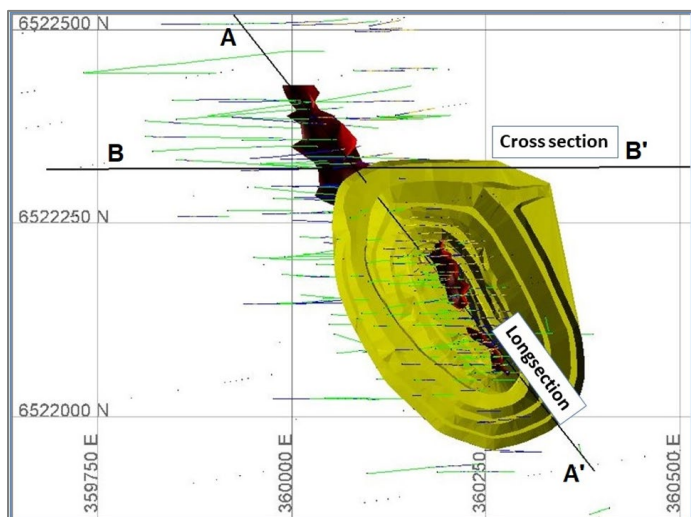 6522500 N
A
Cross section
B
B'
6522250 N
Longsection
6522000 N
A'
359750 E
360000 E
360250 E
360500 E